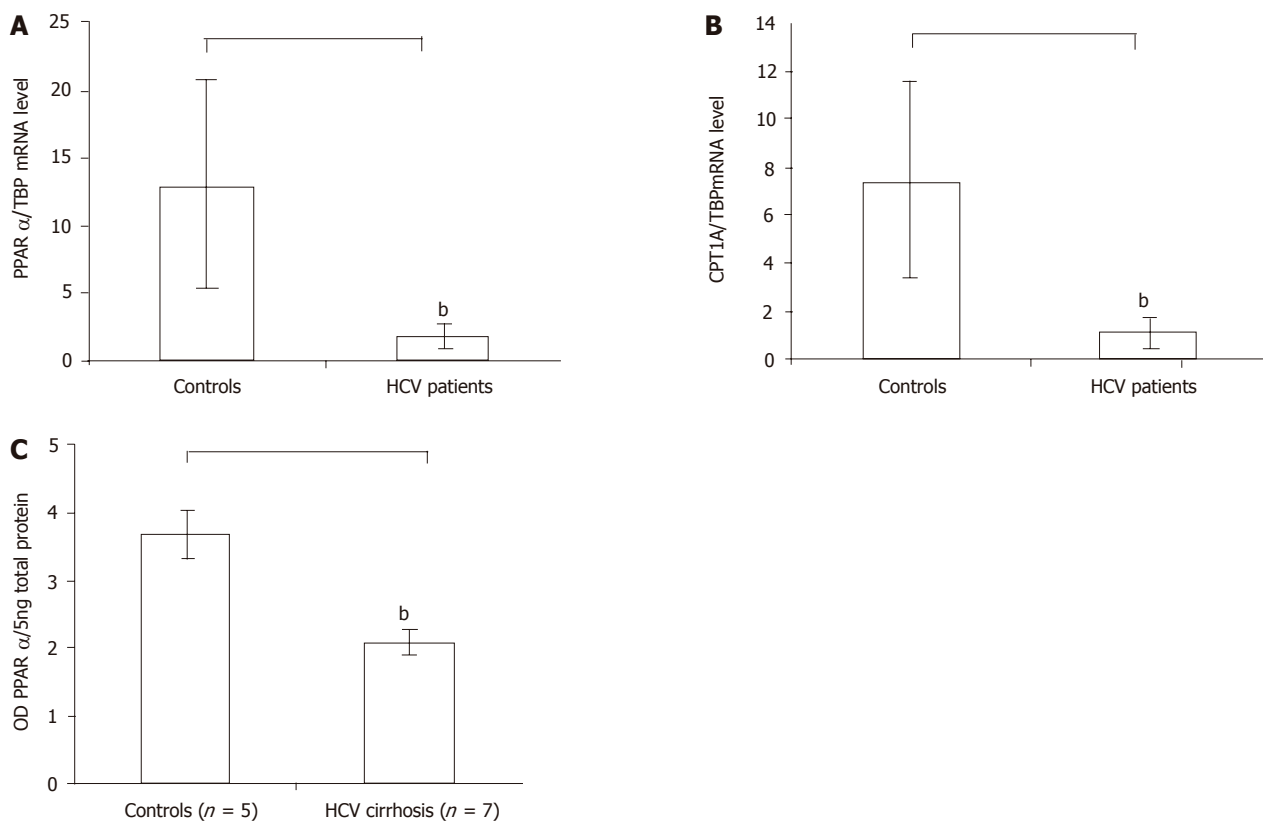 A
PPAR α/TBP mRNA level
25
20
15
10
5
0
b
Controls
HCV patients
B
CPT1A/TBPmRNA level
14
12
10
8
6
4
2
0
b
Controls
HCV patients
C
OD PPAR α/5ng total protein
5
4
3
2
1
0
b
Controls (n = 5)
HCV cirrhosis (n = 7)